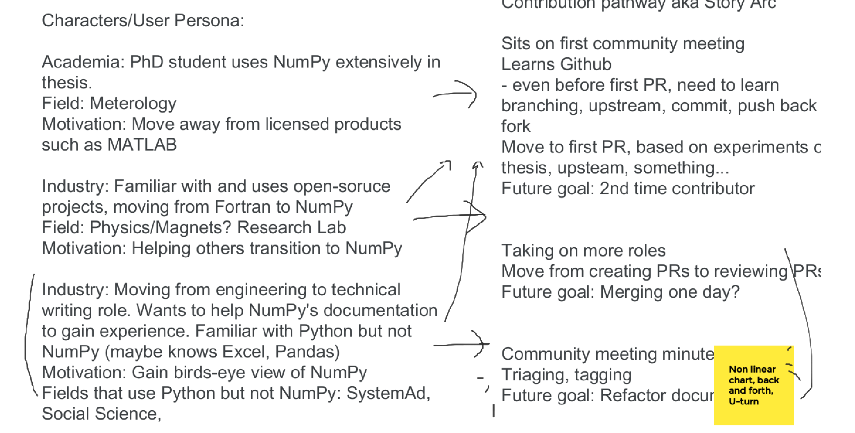 Characters/User Persona:
Academia: PhD student uses NumPy extensively in
thesis.
Field: Meterology
Motivation: Move away from licensed products
such as MATLAB
Industry: Familiar with and uses open-soruce
projects, moving from Fortran to NumPy
Field: Physics/Magnets? Research Lab
Motivation: Helping others transition to NumPy
Industry: Moving from engineering to technical
writing role. Wants to help NumPy's documentation
to gain experience. Familiar with Python but not
NumPy (maybe knows Excel, Pandas)
Motivation: Gain birds-eye view of NumPy
Fields that use Python but not NumPy: SystemAd,
Social Science,
Contribution pathway aka Story Arc
Sits on first community meeting
Learns Github
- even before first PR, need to learn
branching, upstream, commit, push back
fork
Move to first PR, based on experiments
thesis, upsteam, something...
Future goal: 2nd time contributor
Taking on more roles
Move from creating PRs to reviewing PRs
Future goal: Merging one day?
Community meeting minute
Triaging, tagging
Future goal: Refactor docu
Non linear
chart, back
and forth,
U-turn